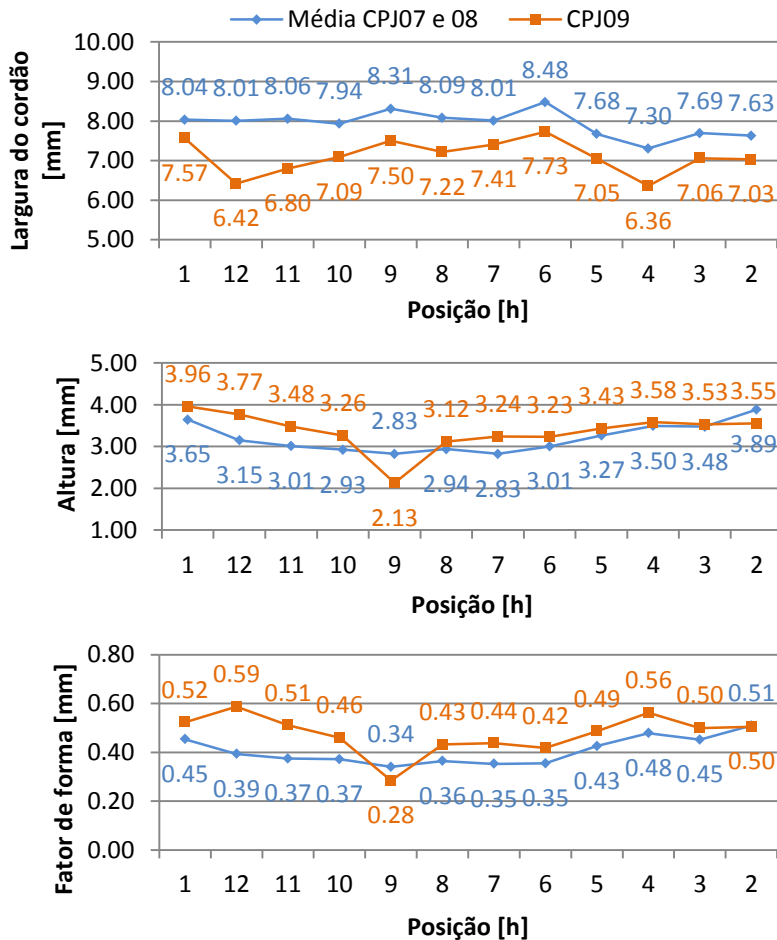 Média CPJ07 e 08 CPJ09
Largura do cordão
[mm]
10.00
9.00
8.00
7.00
6.00
5.00
8.04 8.01 8.06 7.94 8.31 8.09 8.01 8.48 7.68 7.30 7.69 7.63
7.57 6.42 6.80 7.09 7.50 7.22 7.41 7.73 7.05 6.36 7.06 7.03
1 12 11 10 9 8 7 6 5 4 3 2
Posição [h]
Altura [mm]
5.00
4.00
3.00
2.00
1.00
3.96 3.77 3.48 3.26 2.83 3.12 3.24 3.23 3.43 3.58 3.53 3.55
3.65 3.15 3.01 2.93 2.13 2.94 2.83 3.01 3.27 3.50 3.48 3.89
1 12 11 10 9 8 7 6 5 4 3 2
Posição [h]
Fator de forma [mm]
0.80
0.60
0.40
0.20
0.00
0.52 0.59 0.51 0.46 0.34 0.43 0.44 0.42 0.49 0.56 0.50 0.51
0.45 0.39 0.37 0.37 0.28 0.36 0.35 0.35 0.43 0.48 0.45 0.50
1 12 11 10 9 8 7 6 5 4 3 2
Posição [h]